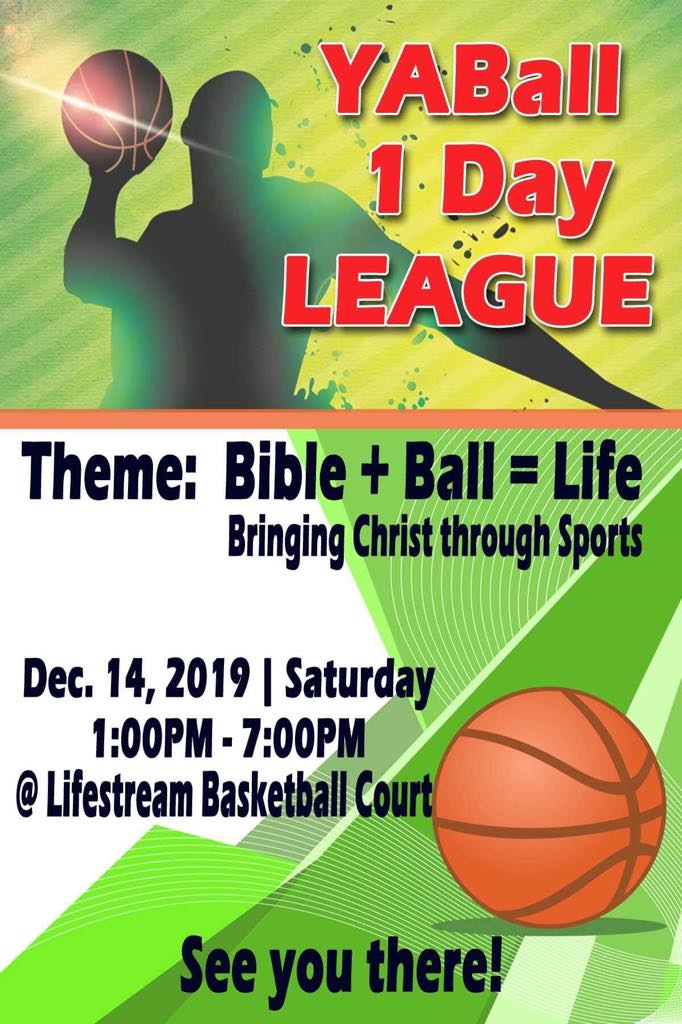 YABall
1 Day
LEAGUE
Theme: Bible + Ball = Life
Bringing Christ through Sports
Dec. 14, 2019 | Saturday
1:00PM - 7:00PM
@ Lifestream Basketball Court
See you there!